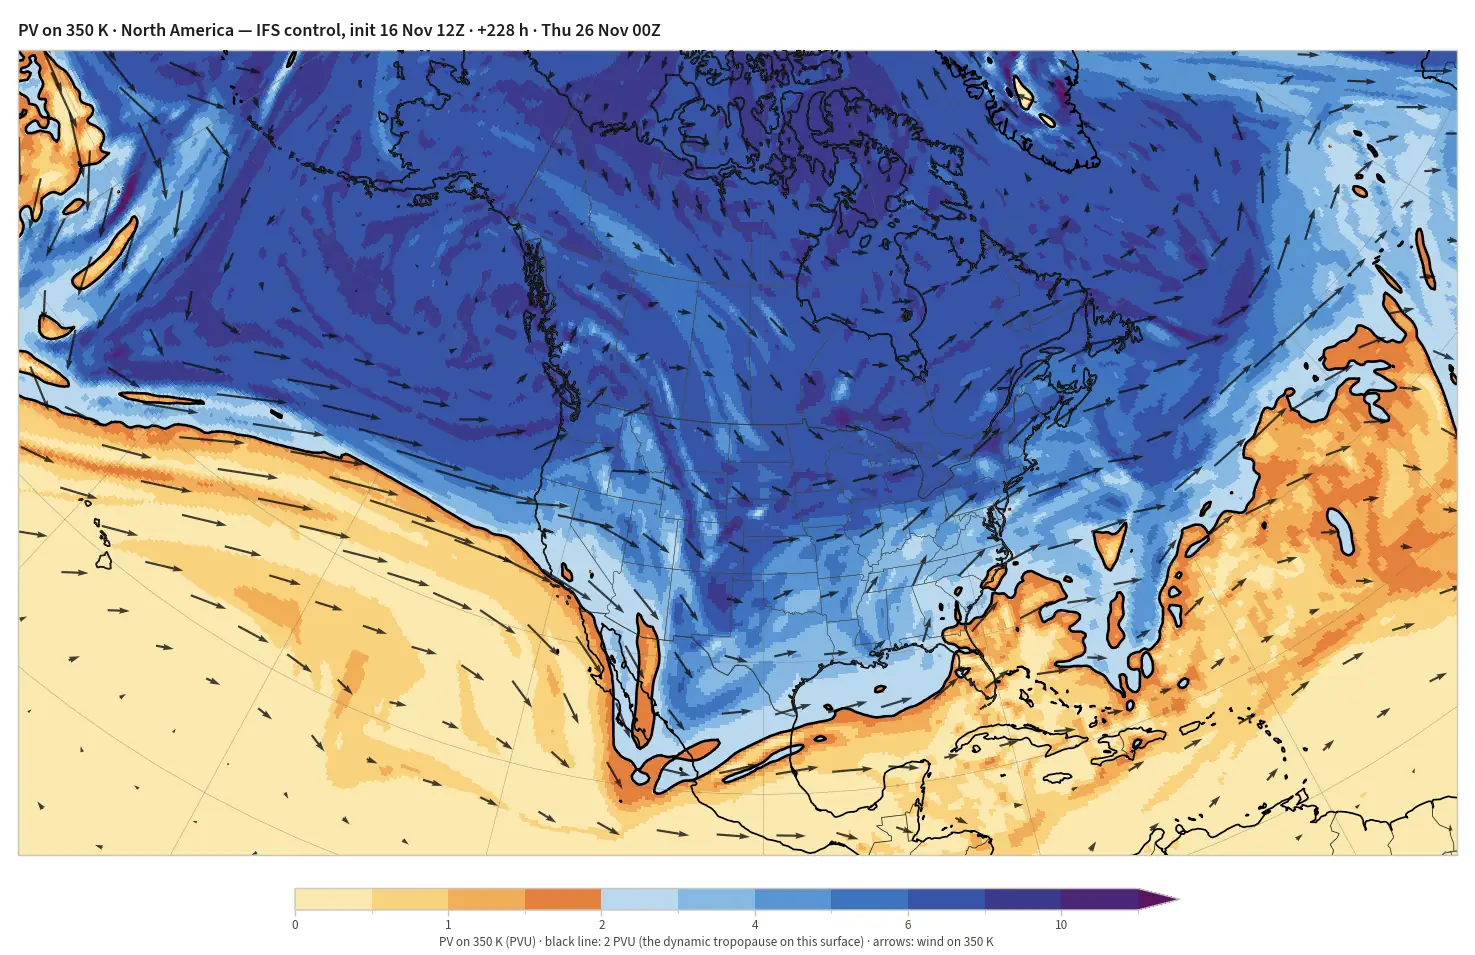 PV on 350 K · North America — IFS control, init 16 Nov 12Z · +228 h · Thu 26 Nov 00Z
0 1 2 4 6 10
PV on 350 K (PVU) · black line: 2 PVU (the dynamic tropopause on this surface) · arrows: wind on 350 K